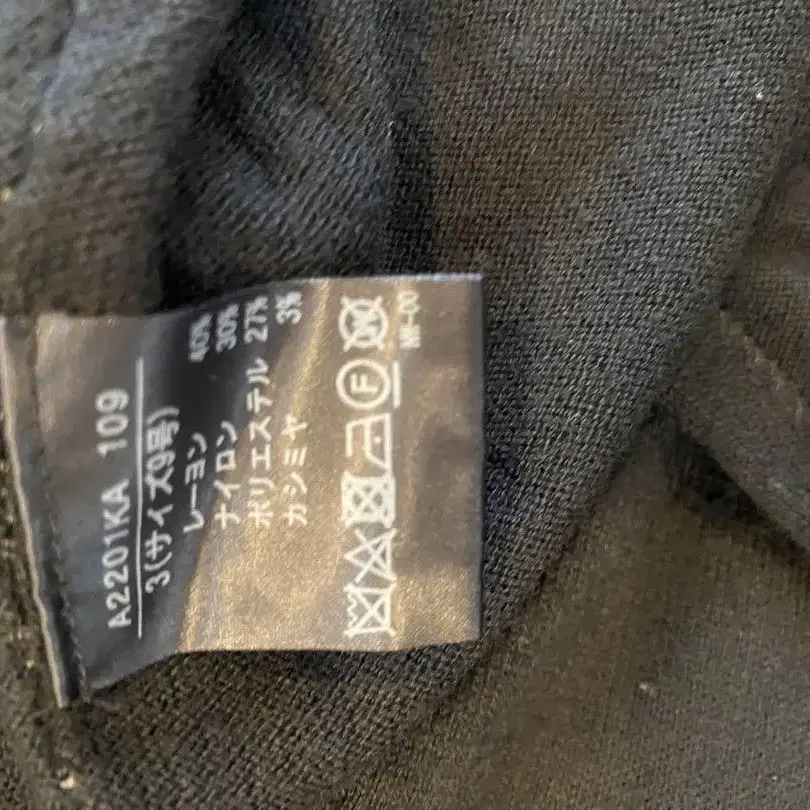 A2201KA 109
3(サイズ9号)
レーヨン 40%
ナイロン 30%
ポリエステル 27%
カシミヤ 3%
F